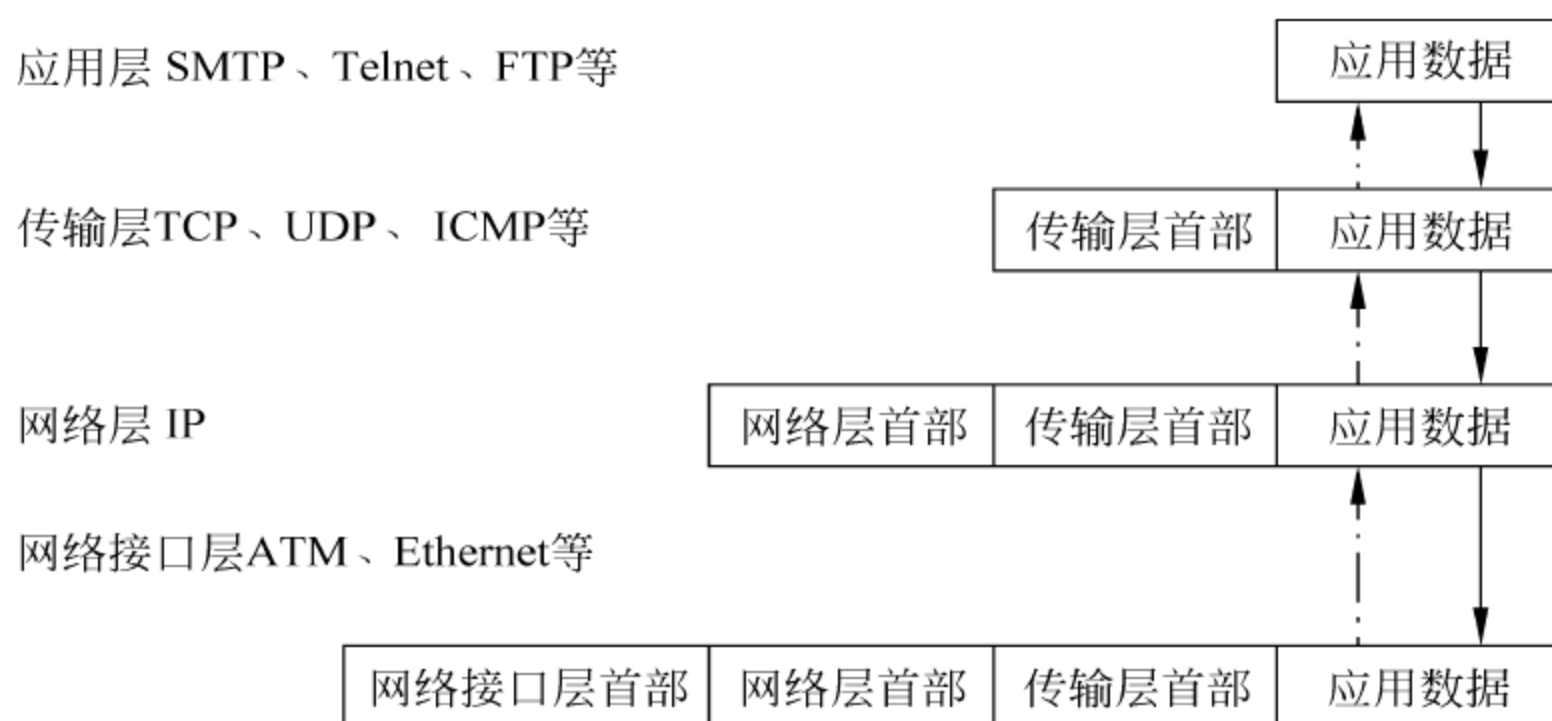 应用层 SMTP、Telnet、FTP等 应用数据
传输层TCP、UDP、 ICMP等 传输层首部 应用数据
网络层 IP 网络层首部 传输层首部 应用数据
网络接口层ATM、Ethernet等
网络接口层首部 网络层首部 传输层首部 应用数据